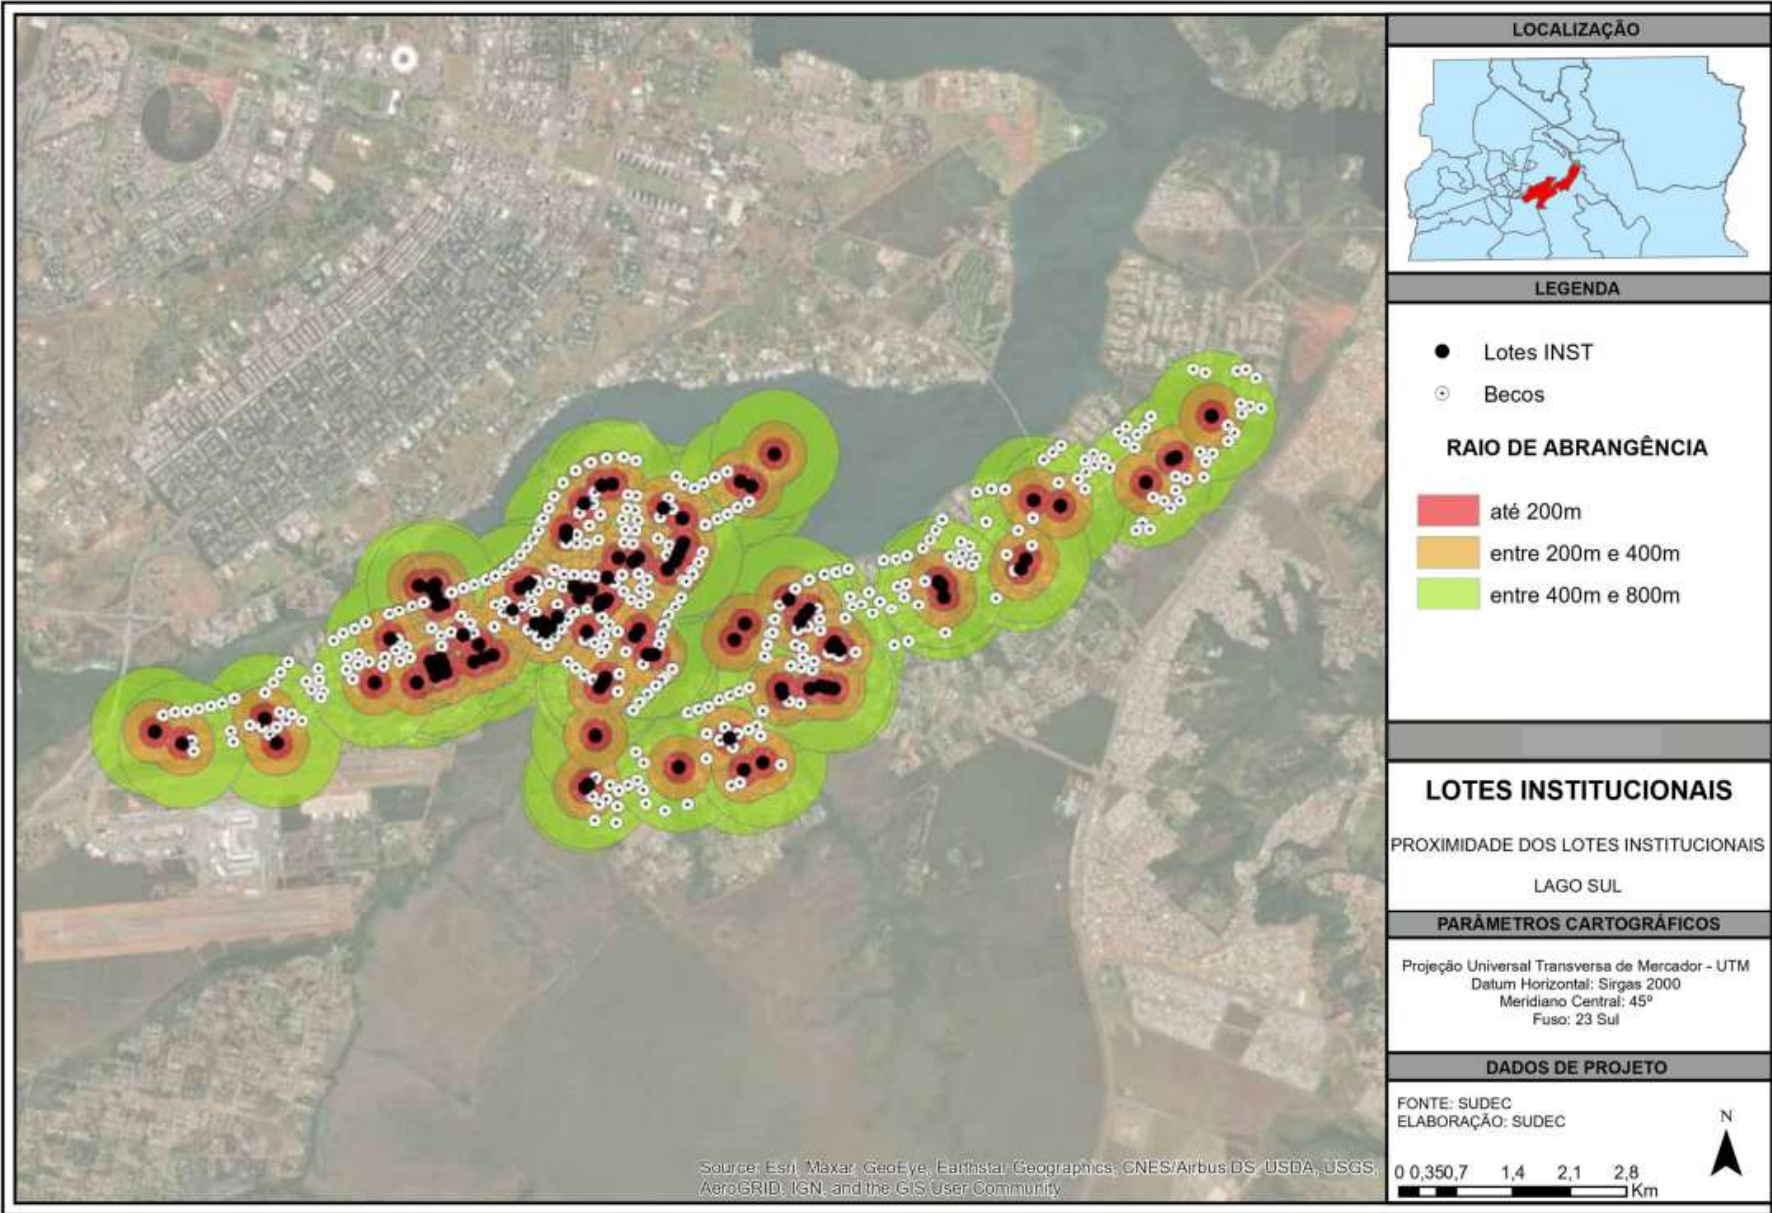 LOCALIZAÇÃO
LEGENDA
Lotes INST
Becos
RAIO DE ABRANGÊNCIA
até 200m
entre 200m e 400m
entre 400m e 800m
LOTES INSTITUCIONAIS
PROXIMIDADE DOS LOTES INSTITUCIONAIS
LAGO SUL
PARÂMETROS CARTOGRÁFICOS
Projeção Universal Transversa de Mercador - UTM
Datum Horizontal: Sirgas 2000
Meridiano Central: 45º
Fuso: 23 Sul
DADOS DE PROJETO
FONTE: SUDEC
ELABORAÇÃO: SUDEC
N
0 0,350,7 1,4 2,1 2,8
Km
Source: Esri, Maxar, GeoEye, Earthstar Geographics, CNES/Airbus DS, USDA, USGS,
AeroGRID, IGN, and the GIS User Community